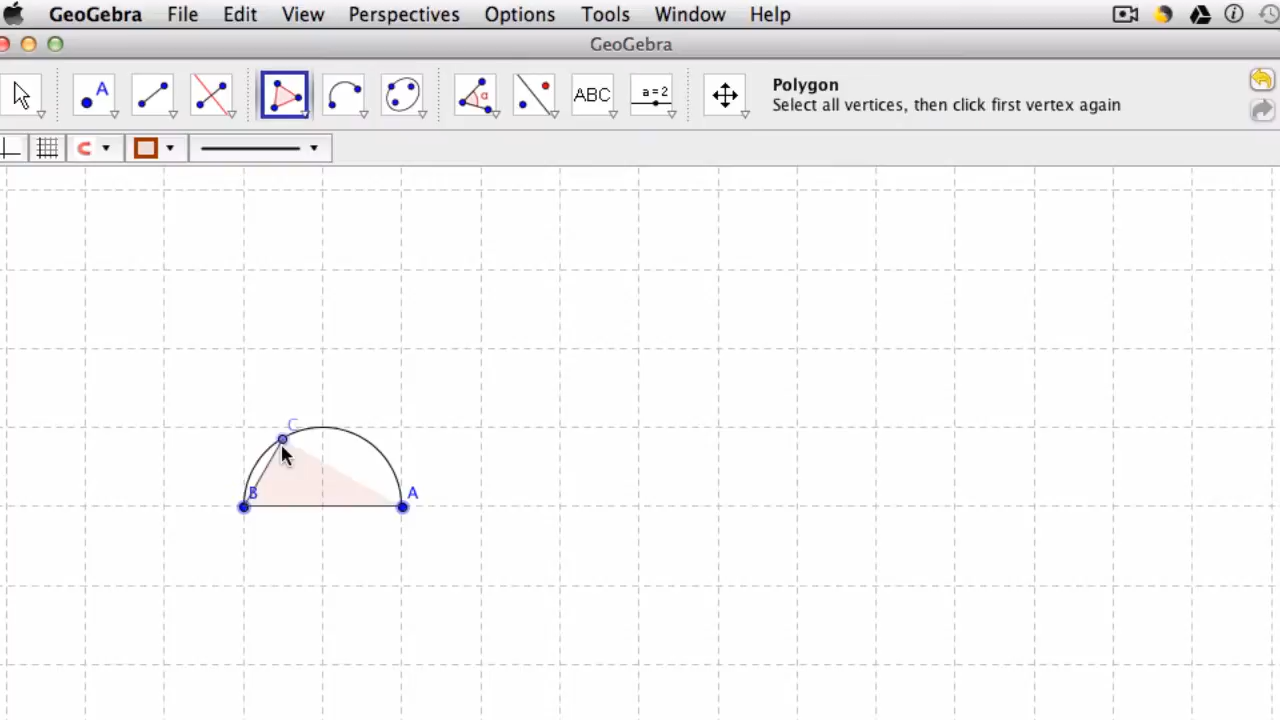 GeoGebra File Edit View Perspectives Options Tools Window Help
GeoGebra
A
α
ABC
a=2
Polygon
Select all vertices, then click first vertex again
C
B
A